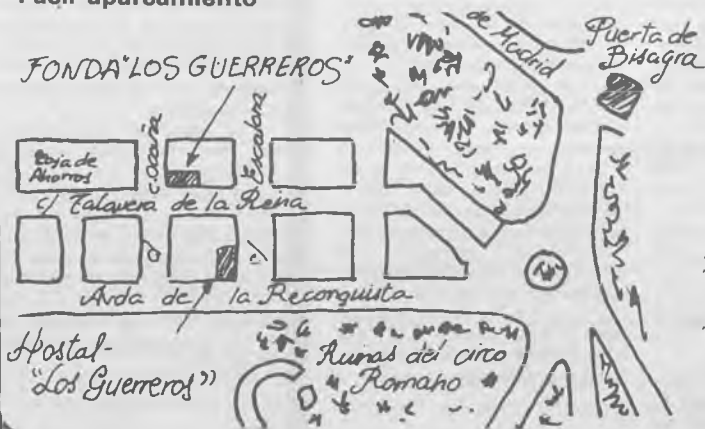 Fácil aparcamiento
de Madrid
Puerta de
Bisagra
FONDA "LOS GUERREROS"
c. Ocaña
c/ Escalona
Caja de
Ahorros
c/ Talavera de la Reina
c/
c/
Avda de la Reconquista
Hostal-
"Los Guerreros"
Ruinas del circo
Romano